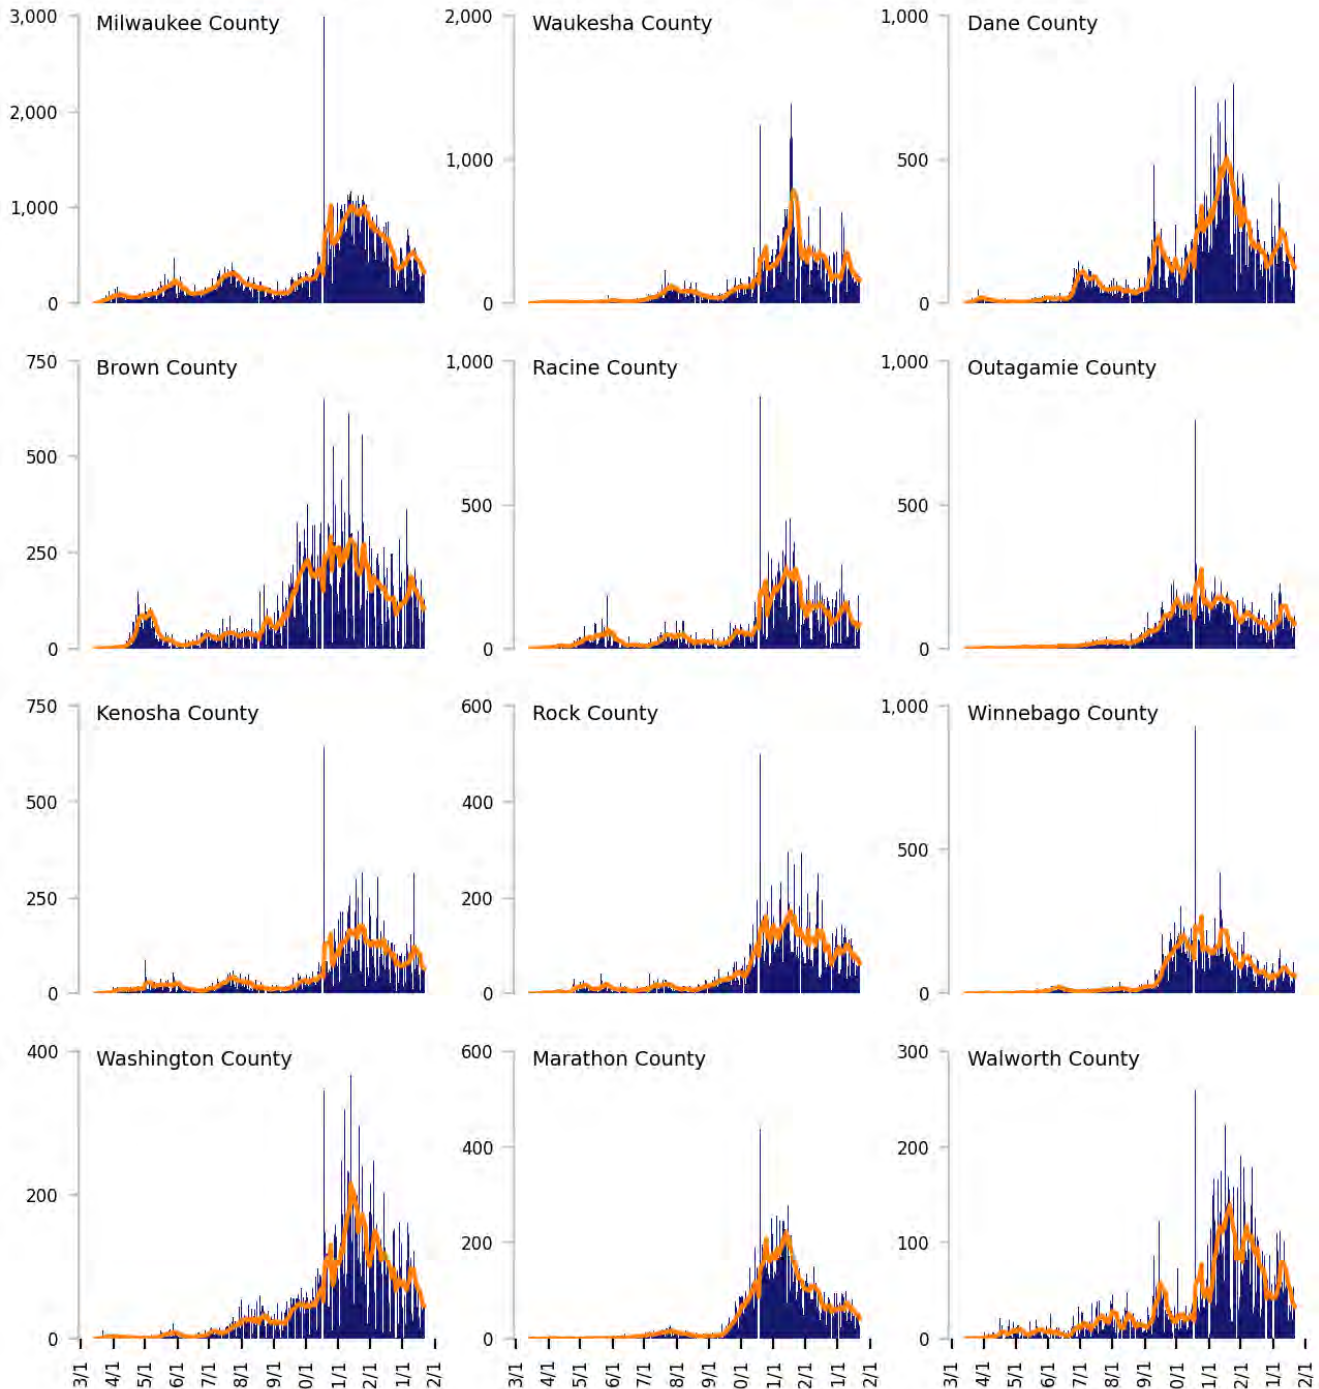 3,000
Milwaukee County
2,000
1,000
0
2,000
Waukesha County
1,000
0
1,000
Dane County
500
0
750
Brown County
500
250
0
1,000
Racine County
500
0
1,000
Outagamie County
500
0
750
Kenosha County
500
250
0
600
Rock County
400
200
0
1,000
Winnebago County
500
0
400
Washington County
200
0
600
Marathon County
400
200
0
300
Walworth County
200
100
0
3/1 4/1 5/1 6/1 7/1 8/1 9/1 0/1 1/1 2/1 1/1 2/1
3/1 4/1 5/1 6/1 7/1 8/1 9/1 0/1 1/1 2/1 1/1 2/1
3/1 4/1 5/1 6/1 7/1 8/1 9/1 0/1 1/1 2/1 1/1 2/1